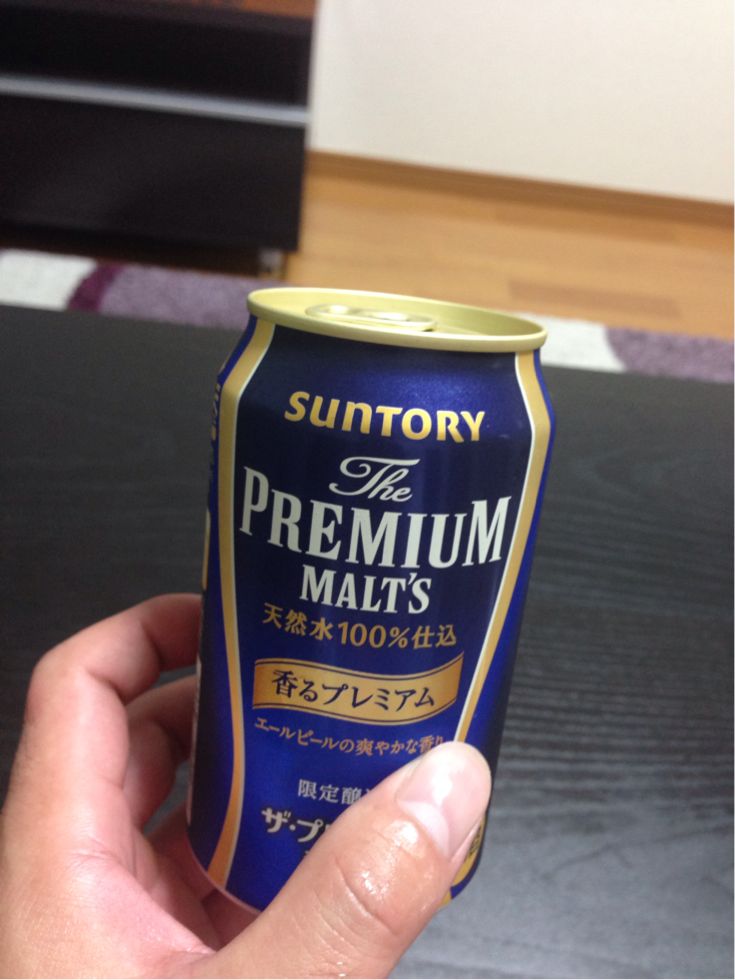 SUNTORY
The
PREMIUM
MALT'S
天然水100%仕込
香るプレミアム
エールビールの爽やかな香り
限定醸
ザ・プ